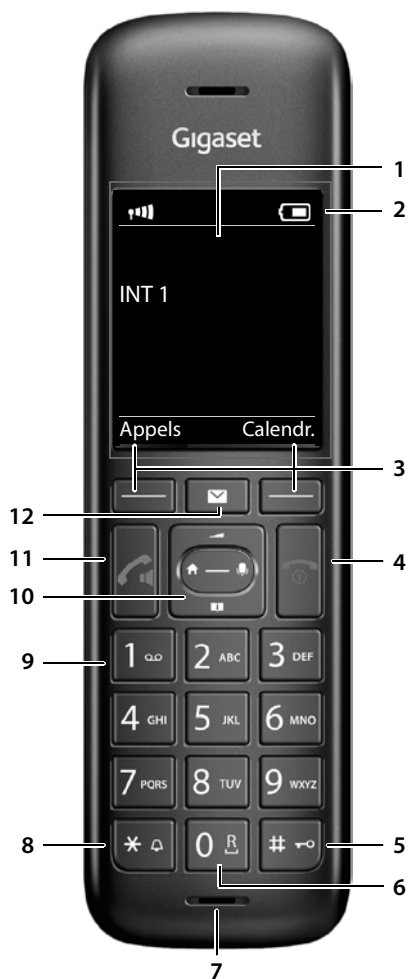 Gigaset
1
2
INT 1
Appels Calendr.
3
12
11
4
10
9
1 2 ABC 3 DEF
4 GHI 5 JKL 6 MNO
7 PQRS 8 TUV 9 WXYZ
8
* 0 R #
5
6
7